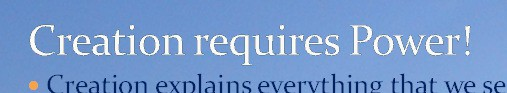 Creation requires Power!
• Creation explains everything that we se